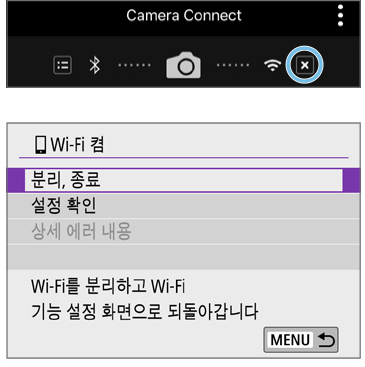 Camera Connect
Wi-Fi 켬
분리, 종료
설정 확인
상세 에러 내용
Wi-Fi를 분리하고 Wi-Fi
기능 설정 화면으로 되돌아갑니다
MENU